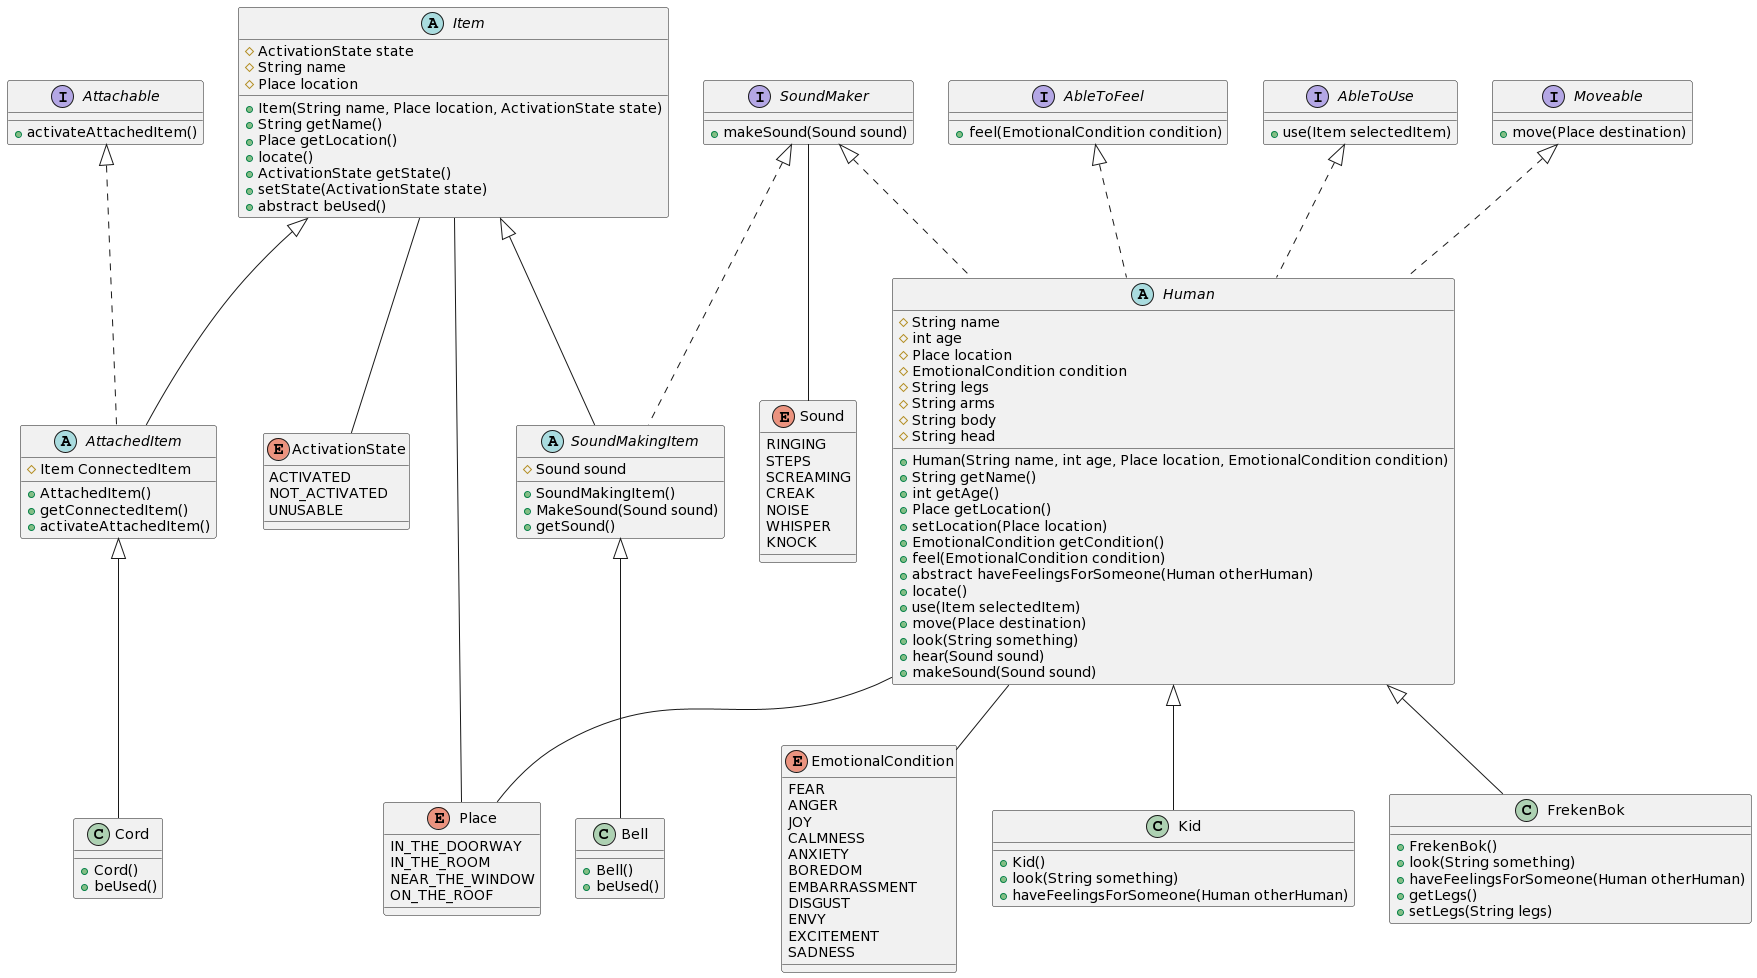 Item
ActivationState state
String name
Place location
Item(String name, Place location, ActivationState state)
String getName()
Place getLocation()
locate()
ActivationState getState()
setState(ActivationState state)
abstract beUsed()
Attachable
activateAttachedItem()
SoundMaker
makeSound(Sound sound)
AbleToFeel
feel(EmotionalCondition condition)
AbleToUse
use(Item selectedItem)
Moveable
move(Place destination)
Human
String name
int age
Place location
EmotionalCondition condition
String legs
String arms
String body
String head
Human(String name, int age, Place location, EmotionalCondition condition)
String getName()
int getAge()
Place getLocation()
setLocation(Place location)
EmotionalCondition getCondition()
feel(EmotionalCondition condition)
abstract haveFeelingsForSomeone(Human otherHuman)
locate()
use(Item selectedItem)
move(Place destination)
look(String something)
hear(Sound sound)
makeSound(Sound sound)
AttachedItem
Item ConnectedItem
AttachedItem()
getConnectedItem()
activateAttachedItem()
ActivationState
ACTIVATED
NOT_ACTIVATED
UNUSABLE
SoundMakingItem
Sound sound
SoundMakingItem()
MakeSound(Sound sound)
getSound()
Sound
RINGING
STEPS
SCREAMING
CREAK
NOISE
WHISPER
KNOCK
Cord
Cord()
beUsed()
Place
IN_THE_DOORWAY
IN_THE_ROOM
NEAR_THE_WINDOW
ON_THE_ROOF
Bell
Bell()
beUsed()
EmotionalCondition
FEAR
ANGER
JOY
CALMNESS
ANXIETY
BOREDOM
EMBARRASSMENT
DISGUST
ENVY
EXCITEMENT
SADNESS
Kid
Kid()
look(String something)
haveFeelingsForSomeone(Human otherHuman)
FrekenBok
FrekenBok()
look(String something)
haveFeelingsForSomeone(Human otherHuman)
getLegs()
setLegs(String legs)